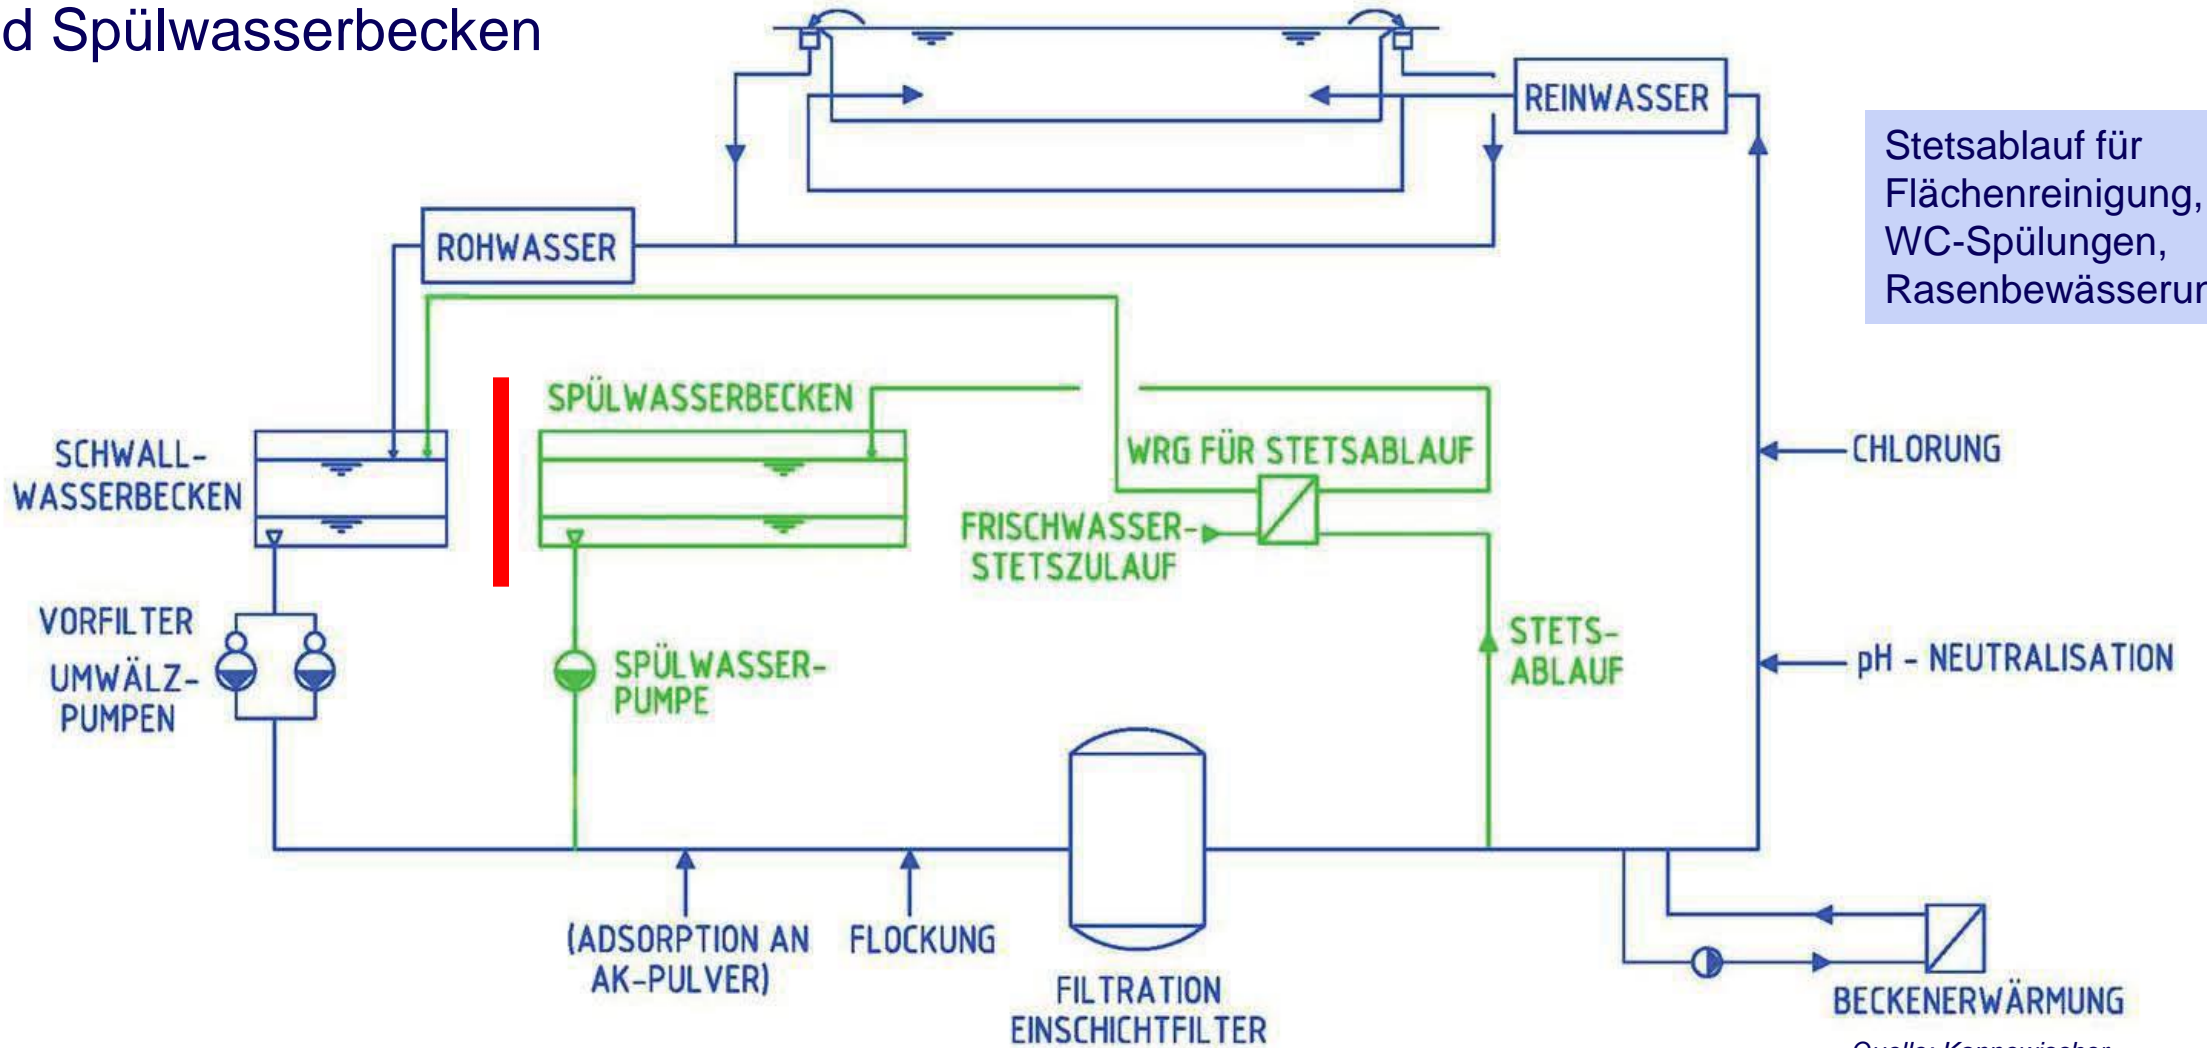 d Spülwasserbecken
REINWASSER
Stetsablauf für
Flächenreinigung,
WC-Spülungen,
ROHWASSER
SPÜLWASSERBECKEN
SCHWALL-
WASSERBECKEN
WRG FÜR STETSABLAUF
CHLORUNG
FRISCHWASSER-
STETSZULAUF
VORFILTER
UMWÄLZ-
PUMPEN
SPÜLWASSER-
PUMPE
STETS-
ABLAUF
pH - NEUTRALISATION
(ADSORPTION AN
AK-PULVER)
FLOCKUNG
FILTRATION
EINSCHICHTFILTER
BECKENERWÄRMUNG